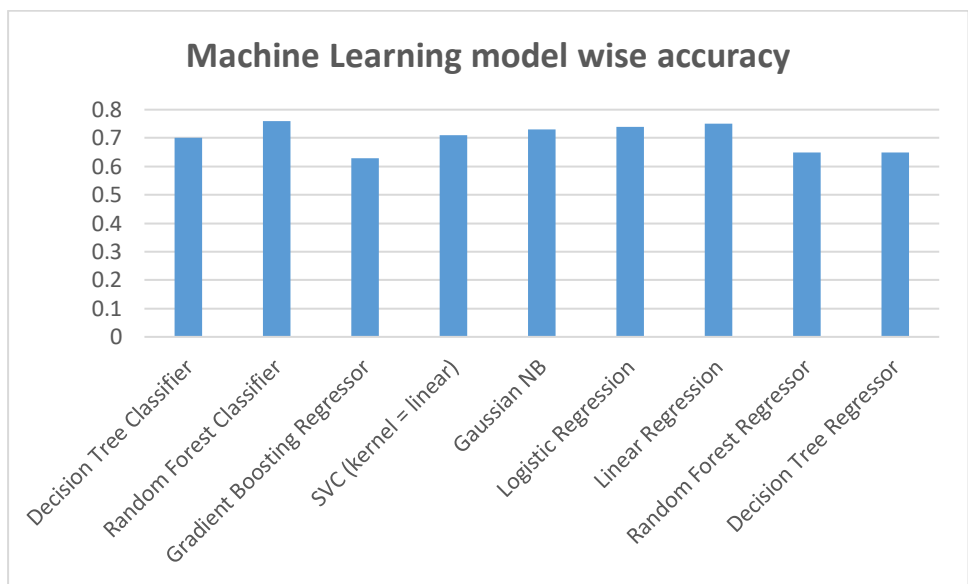 Machine Learning model wise accuracy
0.8
0.7
0.6
0.5
0.4
0.3
0.2
0.1
0
Decision Tree Classifier
Random Forest Classifier
Gradient Boosting Regressor
SVC (kernel = linear)
Gaussian NB
Logistic Regression
Linear Regression
Random Forest Regressor
Decision Tree Regressor